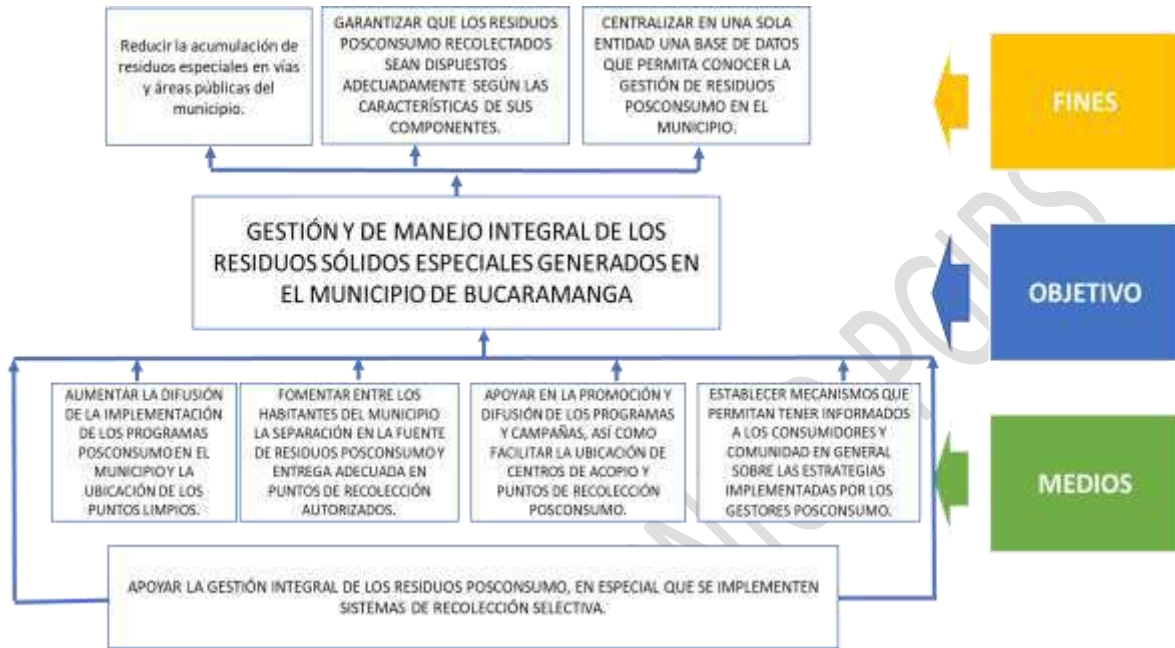 Reducir la acumulación de
residuos especiales en vías
y áreas públicas del
municipio.
GARANTIZAR QUE LOS RESIDUOS
POSCONSUMO RECOLECTADOS
SEAN DISPUESTOS
ADECUADAMENTE SEGÚN LAS
CARACTERÍSTICAS DE SUS
COMPONENTES.
CENTRALIZAR EN UNA SOLA
ENTIDAD UNA BASE DE DATOS
QUE PERMITA CONOCER LA
GESTIÓN DE RESIDUOS
POSCONSUMO EN EL
MUNICIPIO.
FINES
GESTIÓN Y DE MANEJO INTEGRAL DE LOS
RESIDUOS SÓLIDOS ESPECIALES GENERADOS EN
EL MUNICIPIO DE BUCARAMANGA
OBJETIVO
AUMENTAR LA DIFUSIÓN
DE LA IMPLEMENTACIÓN
DE LOS PROGRAMAS
POSCONSUMO EN EL
MUNICIPIO Y LA
UBICACIÓN DE LOS
PUNTOS LIMPIOS.
FOMENTAR ENTRE LOS
HABITANTES DEL MUNICIPIO
LA SEPARACIÓN EN LA FUENTE
DE RESIDUOS POSCONSUMO Y
ENTREGA ADECUADA EN
PUNTOS DE RECOLECCIÓN
AUTORIZADOS.
APOYAR EN LA PROMOCIÓN Y
DIFUSIÓN DE LOS PROGRAMAS
Y CAMPAÑAS, ASÍ COMO
FACILITAR LA UBICACIÓN DE
CENTROS DE ACOPIO Y
PUNTOS DE RECOLECCIÓN
POSCONSUMO.
ESTABLECER MECANISMOS QUE
PERMITAN TENER INFORMADOS
A LOS CONSUMIDORES Y
COMUNIDAD EN GENERAL
SOBRE LAS ESTRATEGIAS
IMPLEMENTADAS POR LOS
GESTORES POSCONSUMO.
MEDIOS
APOYAR LA GESTIÓN INTEGRAL DE LOS RESIDUOS POSCONSUMO, EN ESPECIAL QUE SE IMPLEMENTEN
SISTEMAS DE RECOLECCIÓN SELECTIVA.
PGIRS